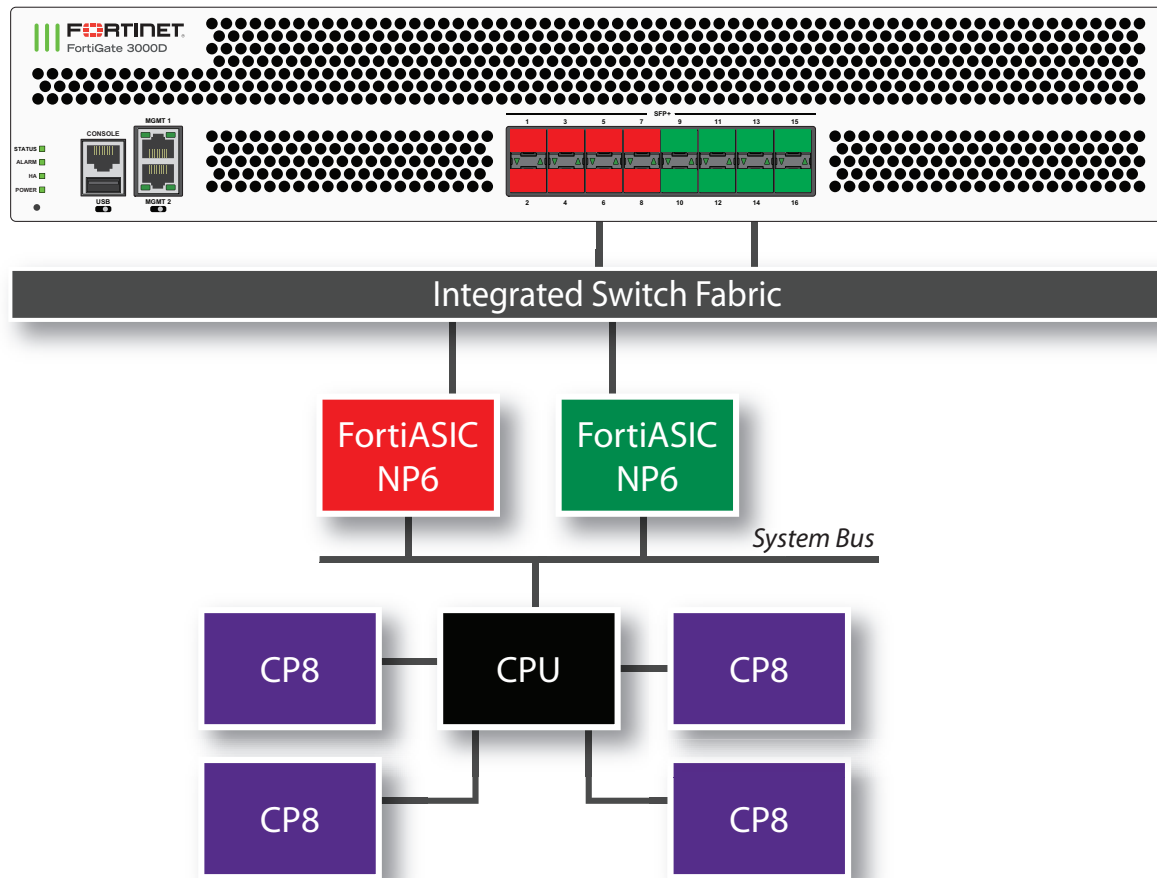 FORTINET
FortiGate 3000D
STATUS
ALARM
HA
POWER
CONSOLE
USB
MGMT 1
MGMT 2
SFP+
1 3 5 7 9 11 13 15
2 4 6 8 10 12 14 16
Integrated Switch Fabric
FortiASIC
NP6
FortiASIC
NP6
System Bus
CP8
CPU
CP8
CP8
CP8